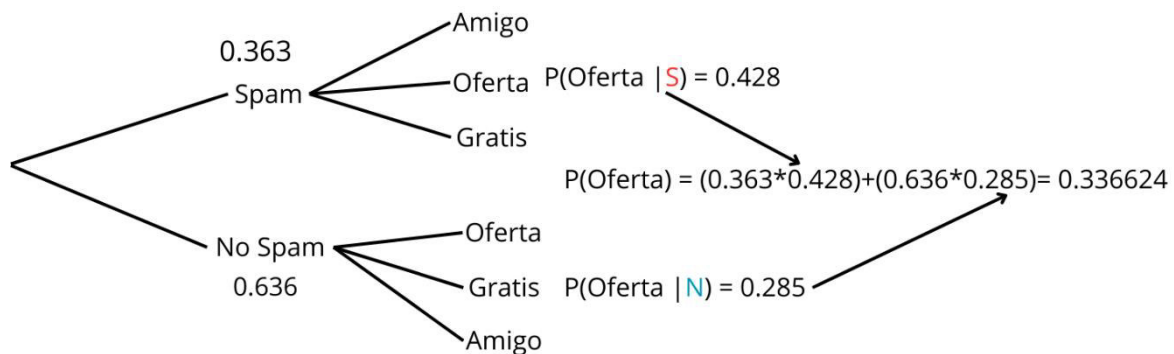 0.363
Spam
Amigo
Oferta
Gratis
P(Oferta |S) = 0.428
P(Oferta) = (0.363*0.428)+(0.636*0.285)= 0.336624
No Spam
0.636
Oferta
Gratis
Amigo
P(Oferta |N) = 0.285